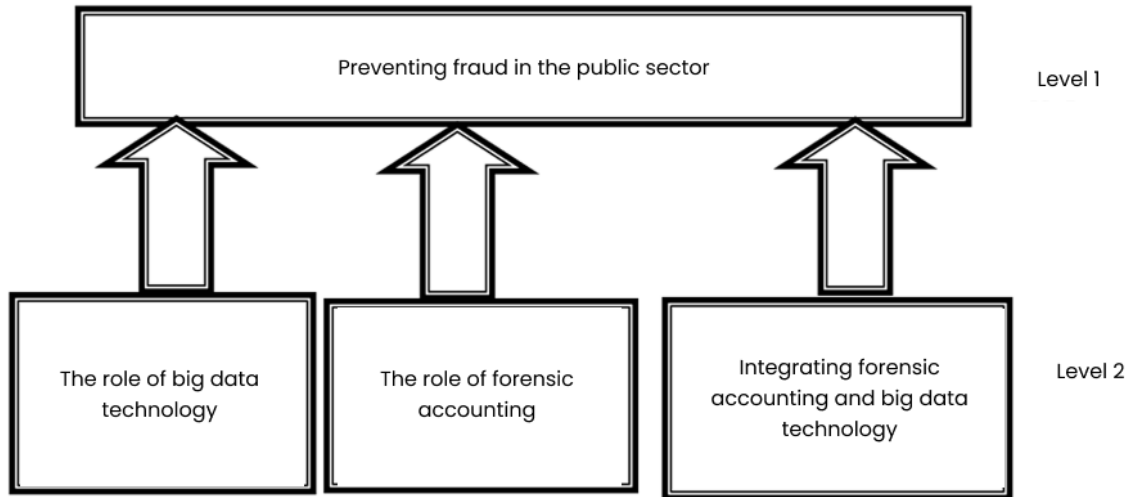 Preventing fraud in the public sector
Level 1
The role of big data
technology
The role of forensic
accounting
Integrating forensic
accounting and big data
technology
Level 2